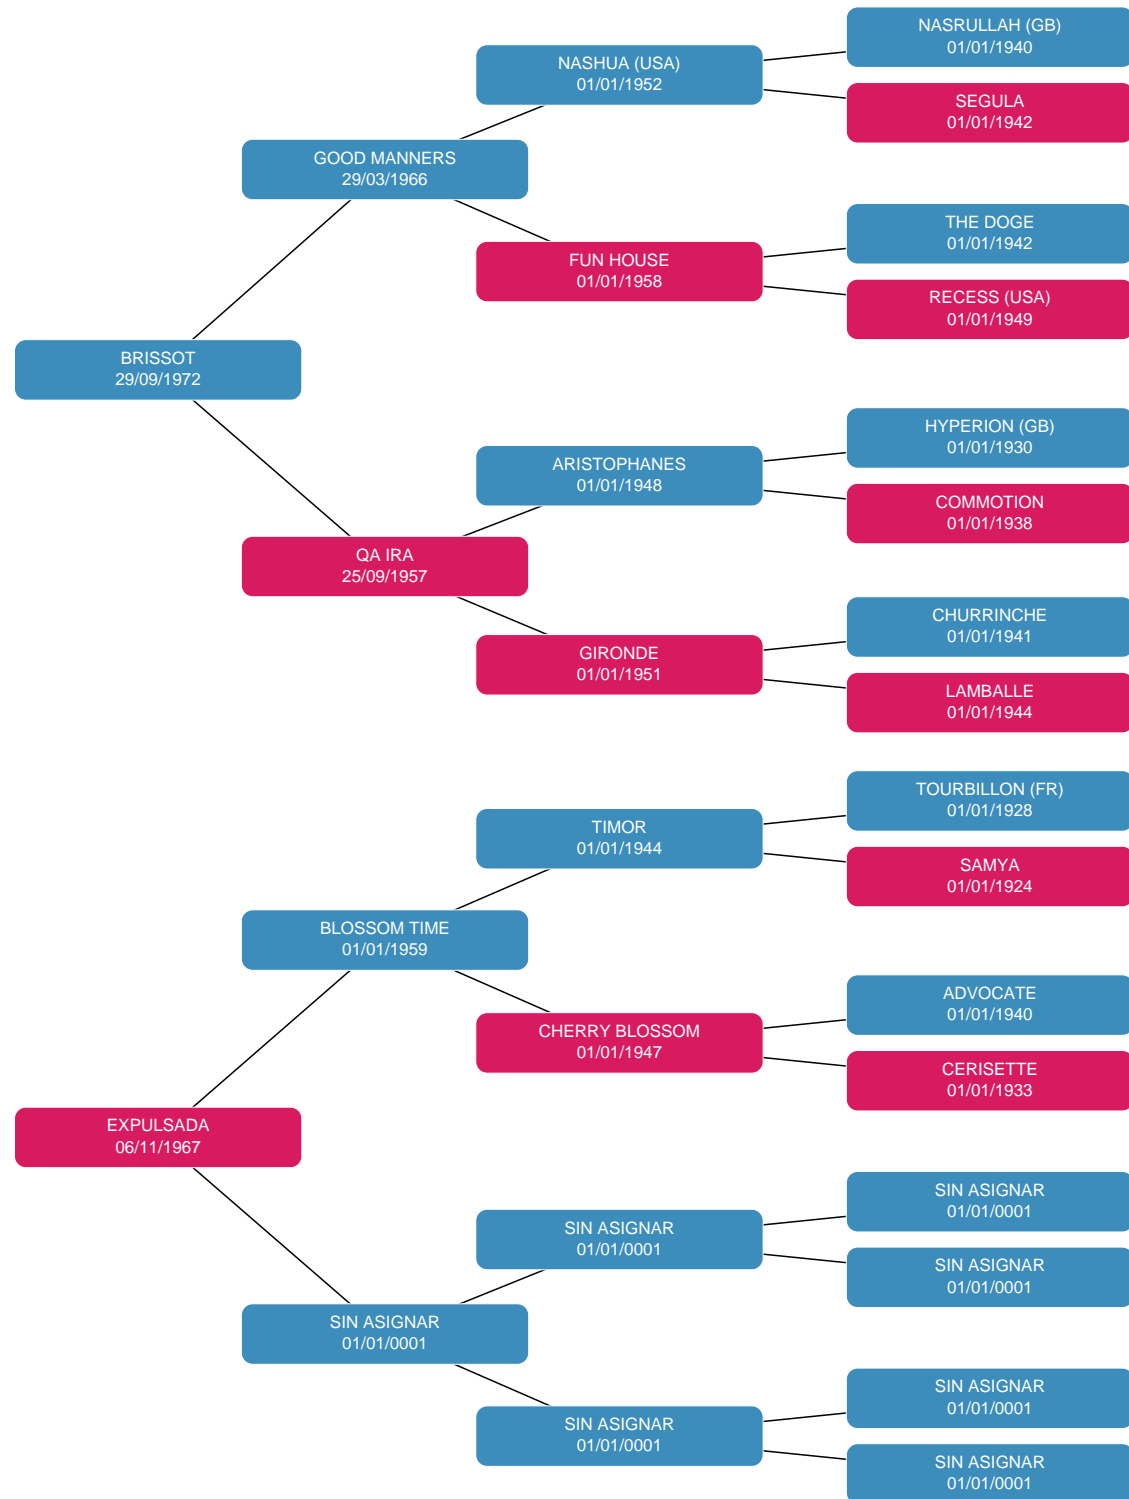 NASRULLAH (GB)
01/01/1940
NASHUA (USA)
01/01/1952
SEGULA
01/01/1942
GOOD MANNERS
29/03/1966
THE DOGE
01/01/1942
FUN HOUSE
01/01/1958
RECESS (USA)
01/01/1949
BRISSOT
29/09/1972
HYPERION (GB)
01/01/1930
ARISTOPHANES
01/01/1948
COMMOTION
01/01/1938
QA IRA
25/09/1957
CHURRINCHE
01/01/1941
GIRONDE
01/01/1951
LAMBALLE
01/01/1944
TOURBILLON (FR)
01/01/1928
TIMOR
01/01/1944
SAMYA
01/01/1924
BLOSSOM TIME
01/01/1959
ADVOCATE
01/01/1940
CHERRY BLOSSOM
01/01/1947
CERISETTE
01/01/1933
EXPULSADA
06/11/1967
SIN ASIGNAR
01/01/0001
SIN ASIGNAR
01/01/0001
SIN ASIGNAR
01/01/0001
SIN ASIGNAR
01/01/0001
SIN ASIGNAR
01/01/0001
SIN ASIGNAR
01/01/0001
SIN ASIGNAR
01/01/0001